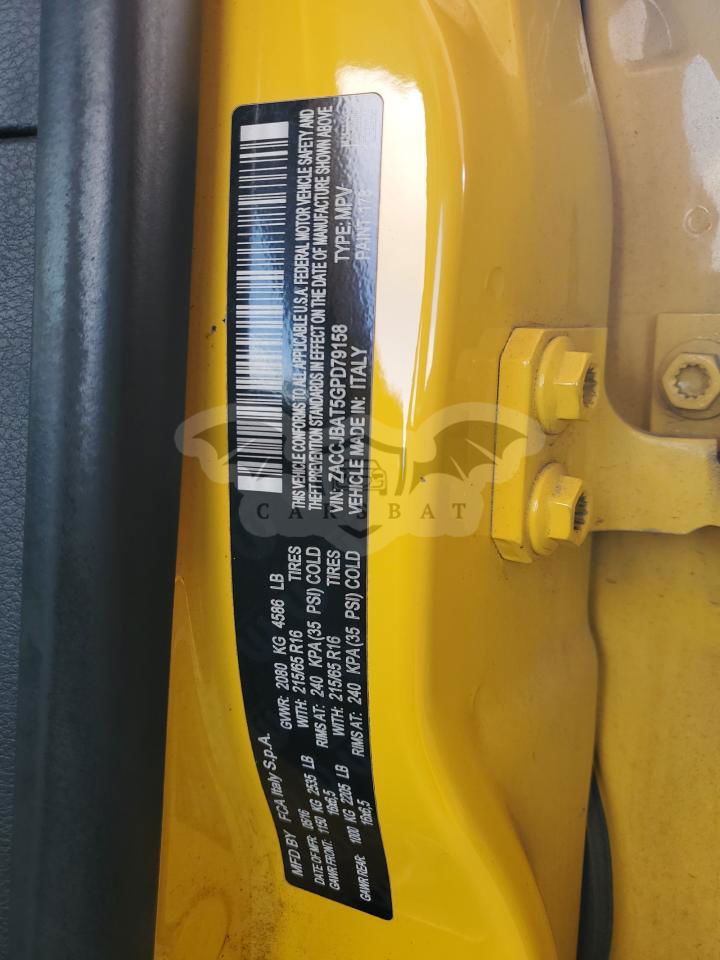 MFD BY FCA Italy S.p.A.
DATE OF MFR: 05/16 GVWR: 2080 KG 4586 LB
GAWR FRONT: 1150 KG 2535 LB WITH: 215/65 R16 TIRES
16x6,5 RIMS AT: 240 KPA(35 PSI) COLD
GAWR REAR: 1000 KG 2205 LB WITH: 215/65 R16 TIRES
16x6,5 RIMS AT: 240 KPA(35 PSI) COLD
THIS VEHICLE CONFORMS TO ALL APPLICABLE U.S.A. FEDERAL MOTOR VEHICLE SAFETY AND
THEFT PREVENTION STANDARDS IN EFFECT ON THE DATE OF MANUFACTURE SHOWN ABOVE
VIN: ZACCJBAT5GPD79158 TYPE: MPV
VEHICLE MADE IN: ITALY PAINT: 176
CARSBAT